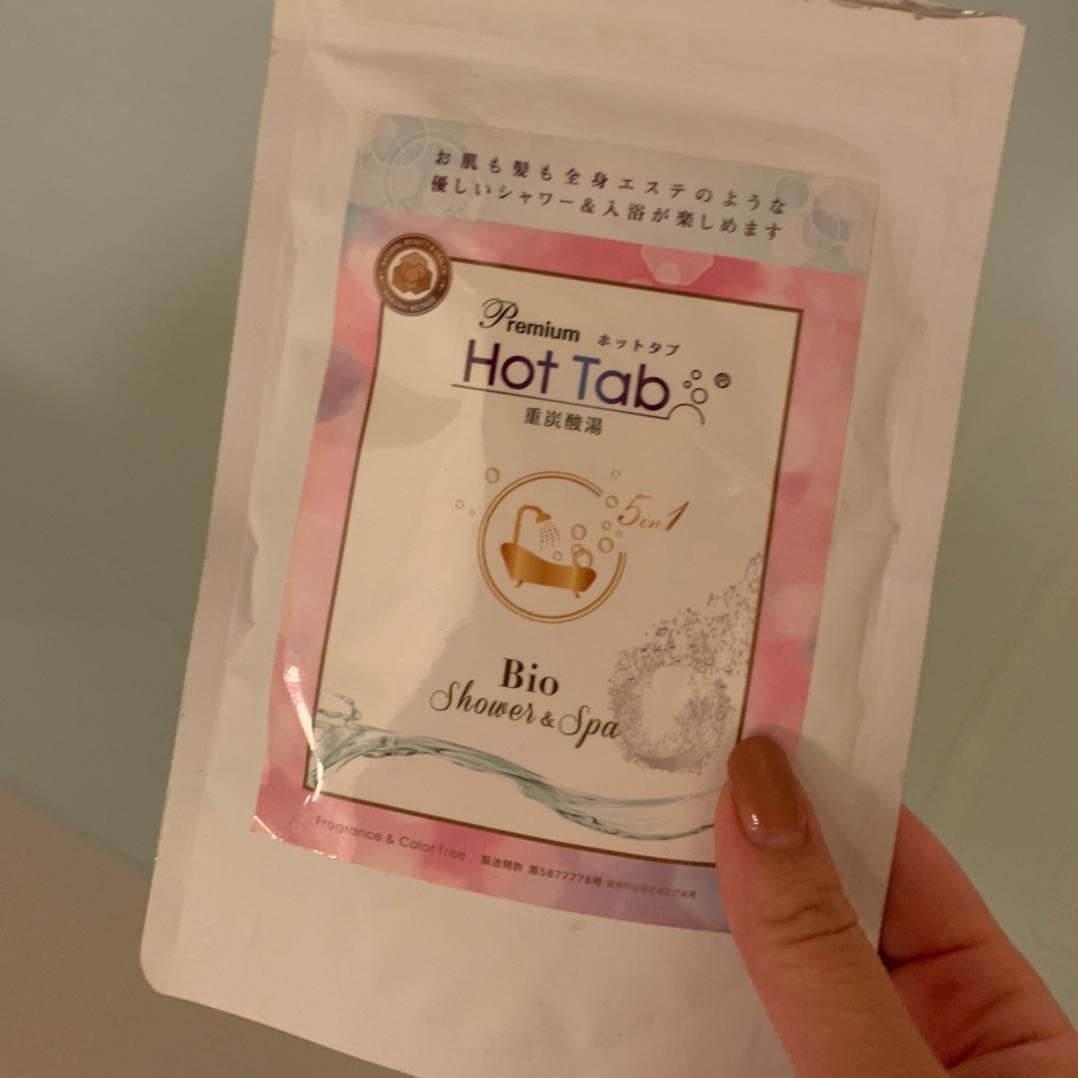 お肌も髪も全身エステのような
優しいシャワー&入浴が楽しめます
NATURAL BEAUTY & HEALTH
Premium ホットタブ
Hot Tab ®
重炭酸湯
5in1
Bio
Shower & Spa
Fragrance & Color free 製法特許 第5877778号